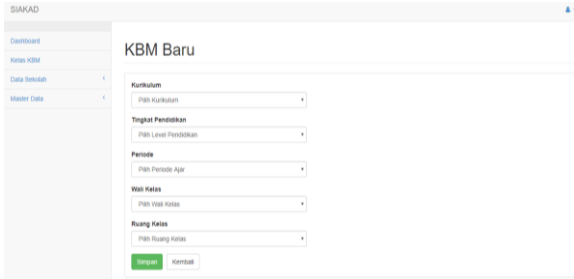 SIAKAD
Dashboard
Kelas KBM
Data Sekolah
Master Data
KBM Baru
Kurikulum
Pilih Kurikulum
Tingkat Pendidikan
Pilih Level Pendidikan
Periode
Pilih Periode Ajar
Wali Kelas
Pilih Wali Kelas
Ruang Kelas
Pilih Ruang Kelas
Simpan Kembali